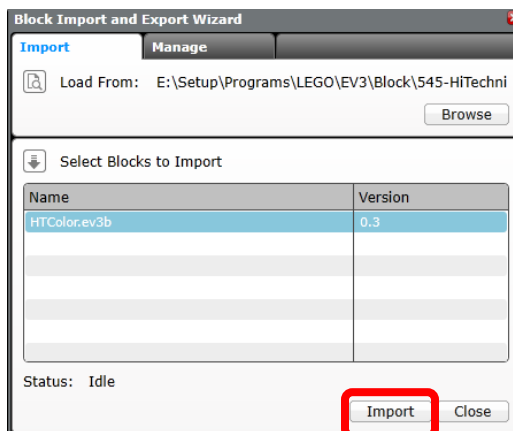 Block Import and Export Wizard
Import Manage
Load From: E:\Setup\Programs\LEGO\EV3\Block\545-HiTechni
Browse
Select Blocks to Import
Name Version
HTColor.ev3b 0.3
Status: Idle
Import Close